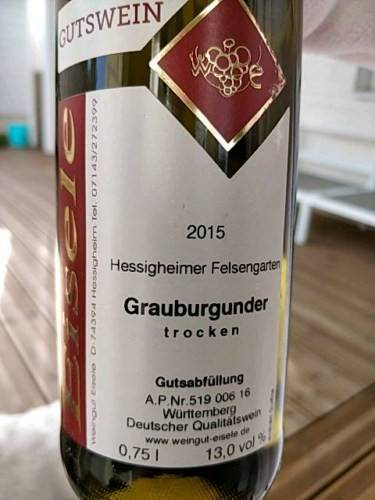 GUTSWEIN
Eisele
Weingut Eisele D-74394 Hessigheim Tel. 07143/272399
2015
Hessigheimer Felsengarten
Grauburgunder
trocken
Gutsabfüllung
A.P.Nr.519 006 16
Württemberg
Deutscher Qualitätswein
www.weingut-eisele.de
0,75 l 13,0 vol %